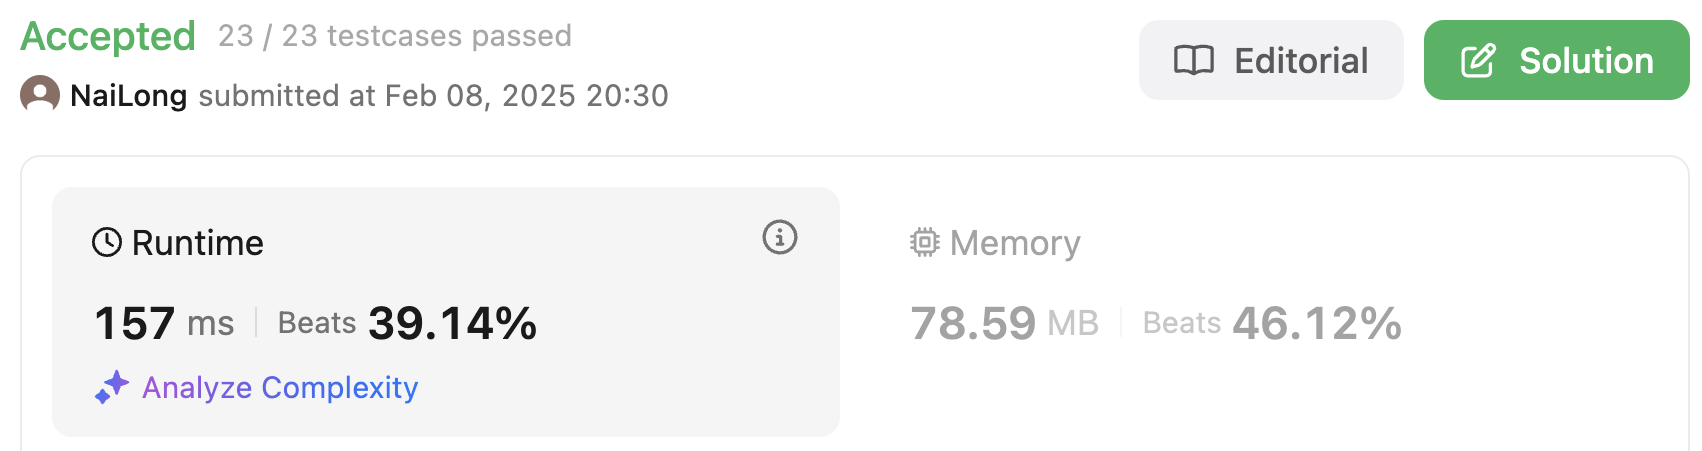 Accepted 23 / 23 testcases passed
NaiLong submitted at Feb 08, 2025 20:30
Editorial
Solution
Runtime
157 ms Beats 39.14%
Analyze Complexity
Memory
78.59 MB Beats 46.12%